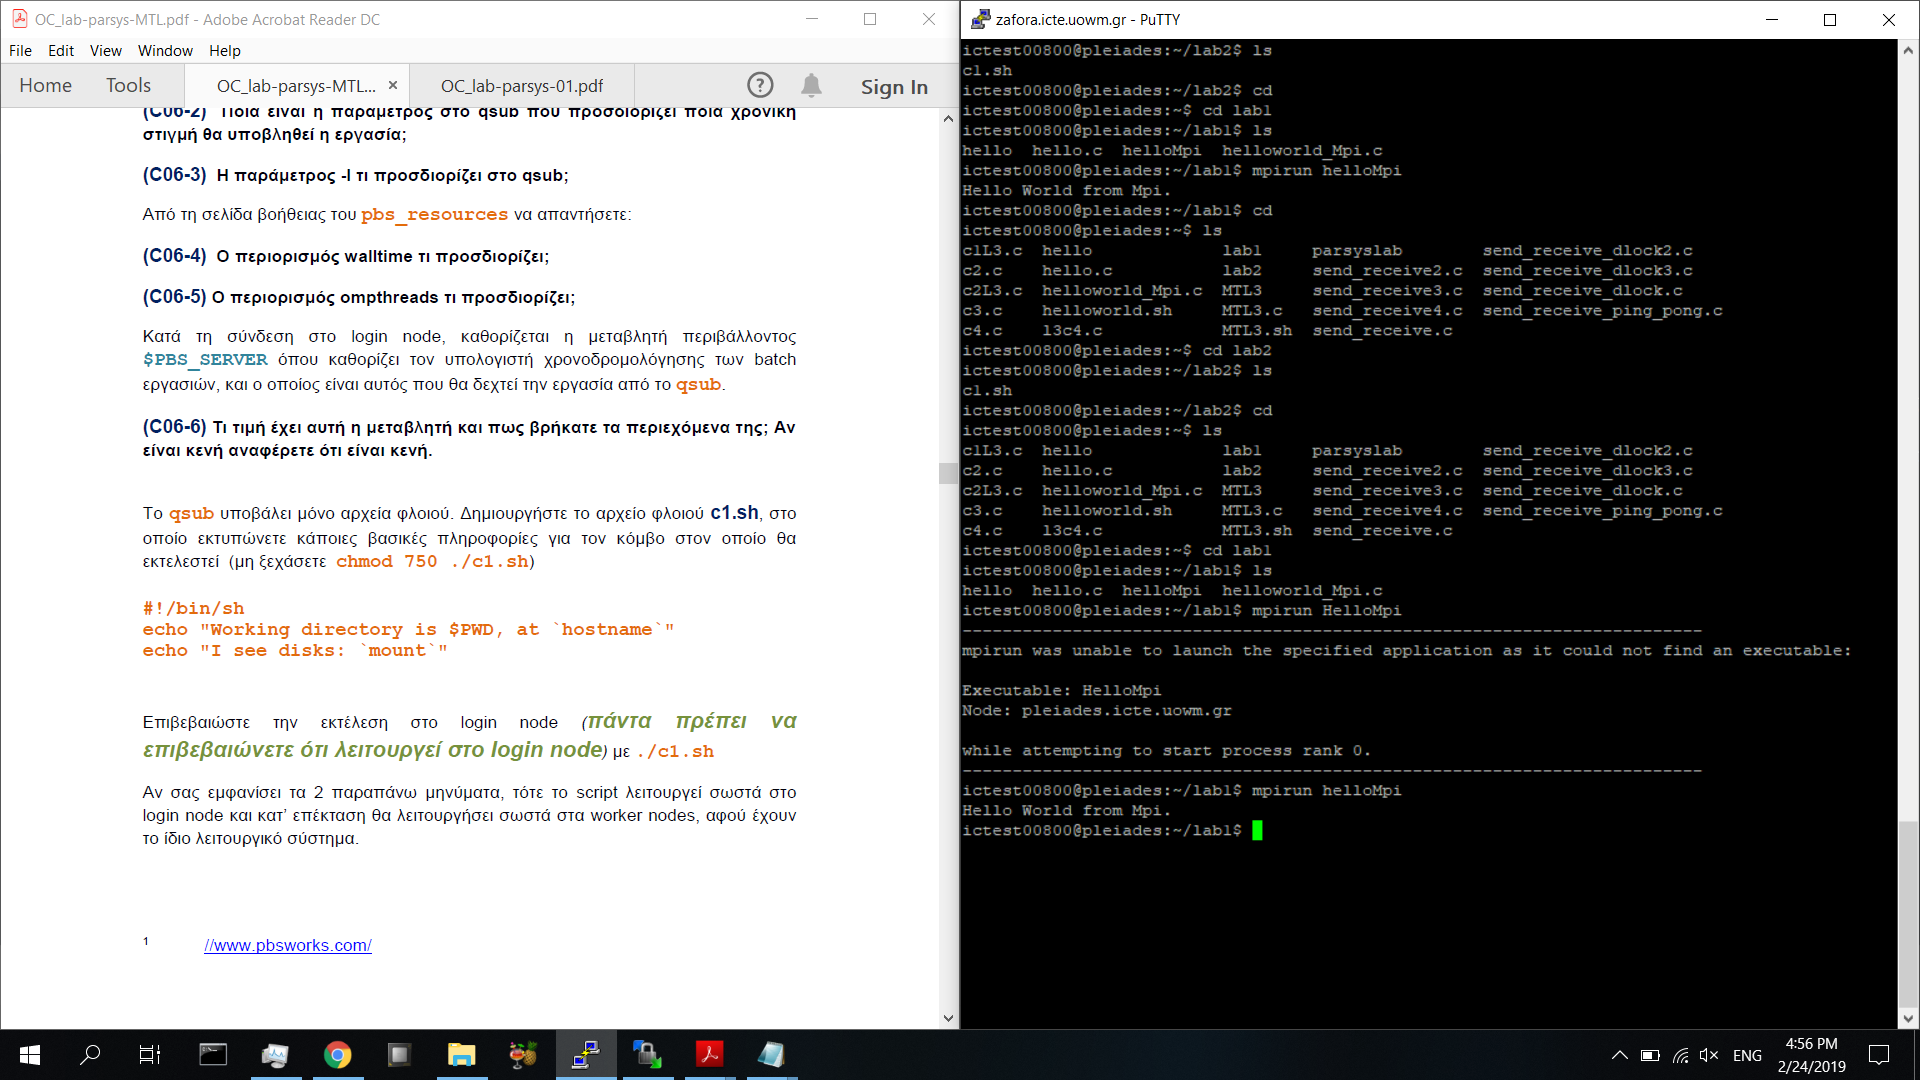 OC_lab-parsys-MTL.pdf - Adobe Acrobat Reader DC
File Edit View Window Help
Home Tools OC_lab-parsys-MTL... × OC_lab-parsys-01.pdf ? Sign In
(C06-2) Ποια είναι η παράμετρος στο qsub που προσδιορίζει ποια χρονική
στιγμή θα υποβληθεί η εργασία;
(C06-3) Η παράμετρος -l τι προσδιορίζει στο qsub;
Από τη σελίδα βοήθειας του pbs_resources να απαντήσετε:
(C06-4) Ο περιορισμός walltime τι προσδιορίζει;
(C06-5) Ο περιορισμός ompthreads τι προσδιορίζει;
Κατά τη σύνδεση στο login node, καθορίζεται η μεταβλητή περιβάλλοντος
$PBS_SERVER όπου καθορίζει τον υπολογιστή χρονοδρομολόγησης των batch
εργασιών, και ο οποίος είναι αυτός που θα δεχτεί την εργασία από το qsub.
(C06-6) Τι τιμή έχει αυτή η μεταβλητή και πως βρήκατε τα περιεχόμενα της; Αν
είναι κενή αναφέρετε ότι είναι κενή.
Το qsub υποβάλει μόνο αρχεία φλοιού. Δημιουργήστε το αρχείο φλοιού c1.sh, στο
οποίο εκτυπώνετε κάποιες βασικές πληροφορίες για τον κόμβο στον οποίο θα
εκτελεστεί (μη ξεχάσετε chmod 750 ./c1.sh)
#!/bin/sh
echo "Working directory is $PWD, at `hostname`"
echo "I see disks: `mount`"
Επιβεβαιώστε την εκτέλεση στο login node (πάντα πρέπει να
επιβεβαιώνετε ότι λειτουργεί στο login node) με ./c1.sh
Αν σας εμφανίσει τα 2 παραπάνω μηνύματα, τότε το script λειτουργεί σωστά στο
login node και κατ' επέκταση θα λειτουργήσει σωστά στα worker nodes, αφού έχουν
το ίδιο λειτουργικό σύστημα.
1 //www.pbsworks.com/
zafora.icte.uowm.gr - PuTTY
ictest00800@pleiades:~/lab2$ ls
c1.sh
ictest00800@pleiades:~/lab2$ cd
ictest00800@pleiades:~$ cd lab1
ictest00800@pleiades:~/lab1$ ls
hello hello.c helloMpi helloworld_Mpi.c
ictest00800@pleiades:~/lab1$ mpirun helloMpi
Hello World from Mpi.
ictest00800@pleiades:~/lab1$ cd
ictest00800@pleiades:~$ ls
c1L3.c hello lab1 parsyslab send_receive_dlock2.c
c2.c hello.c lab2 send_receive2.c send_receive_dlock3.c
c2L3.c helloworld_Mpi.c MTL3 send_receive3.c send_receive_dlock.c
c3.c helloworld.sh MTL3.c send_receive4.c send_receive_ping_pong.c
c4.c l3c4.c MTL3.sh send_receive.c
ictest00800@pleiades:~$ cd lab2
ictest00800@pleiades:~/lab2$ ls
c1.sh
ictest00800@pleiades:~/lab2$ cd
ictest00800@pleiades:~$ ls
c1L3.c hello lab1 parsyslab send_receive_dlock2.c
c2.c hello.c lab2 send_receive2.c send_receive_dlock3.c
c2L3.c helloworld_Mpi.c MTL3 send_receive3.c send_receive_dlock.c
c3.c helloworld.sh MTL3.c send_receive4.c send_receive_ping_pong.c
c4.c l3c4.c MTL3.sh send_receive.c
ictest00800@pleiades:~$ cd lab1
ictest00800@pleiades:~/lab1$ ls
hello hello.c helloMpi helloworld_Mpi.c
ictest00800@pleiades:~/lab1$ mpirun HelloMpi
--------------------------------------------------------------------------
mpirun was unable to launch the specified application as it could not find an executable:
Executable: HelloMpi
Node: pleiades.icte.uowm.gr
while attempting to start process rank 0.
--------------------------------------------------------------------------
ictest00800@pleiades:~/lab1$ mpirun helloMpi
Hello World from Mpi.
ictest00800@pleiades:~/lab1$
ENG
4:56 PM
2/24/2019